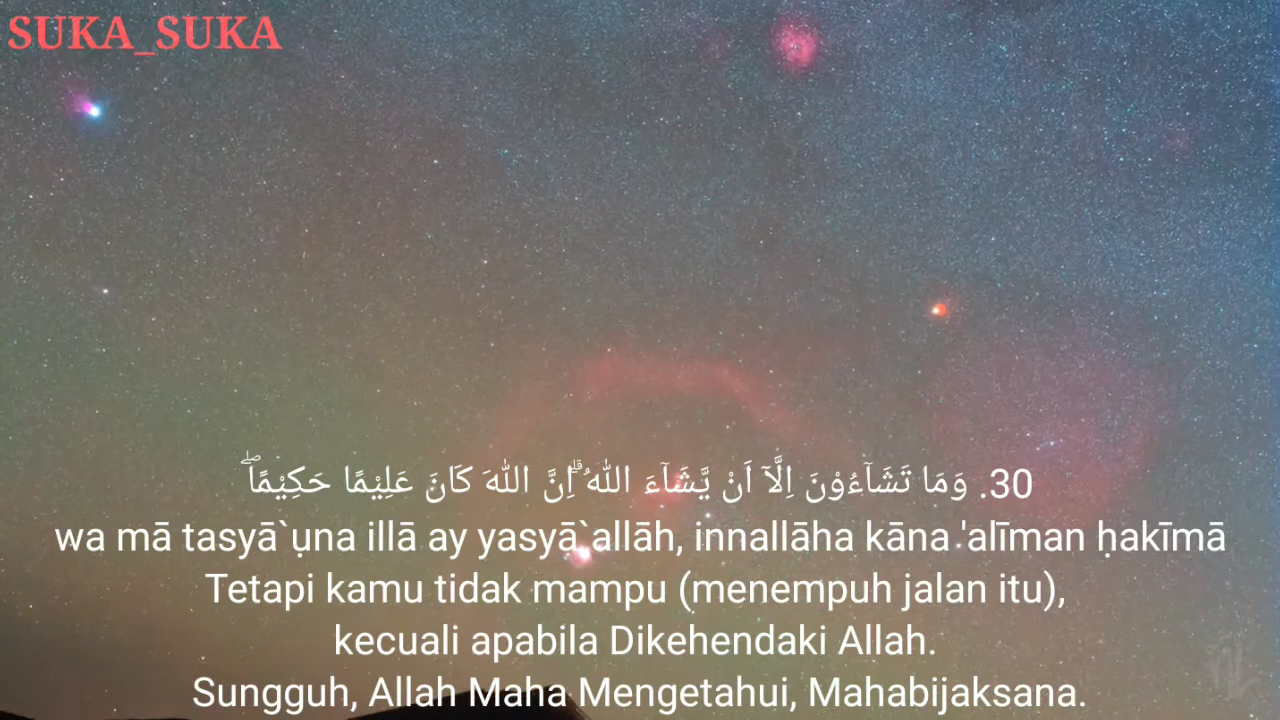 SUKA_SUKA
30. وَمَا تَشَاۤءُوْنَ اِلَّآ اَنْ يَّشَاۤءَ اللّٰهُ ۗاِنَّ اللّٰهَ كَانَ عَلِيْمًا حَكِيْمًاۖ
wa mā tasyā`ụna illā ay yasyā`allāh, innallāha kāna 'alīman ḥakīmā
Tetapi kamu tidak mampu (menempuh jalan itu),
kecuali apabila Dikehendaki Allah.
Sungguh, Allah Maha Mengetahui, Mahabijaksana.